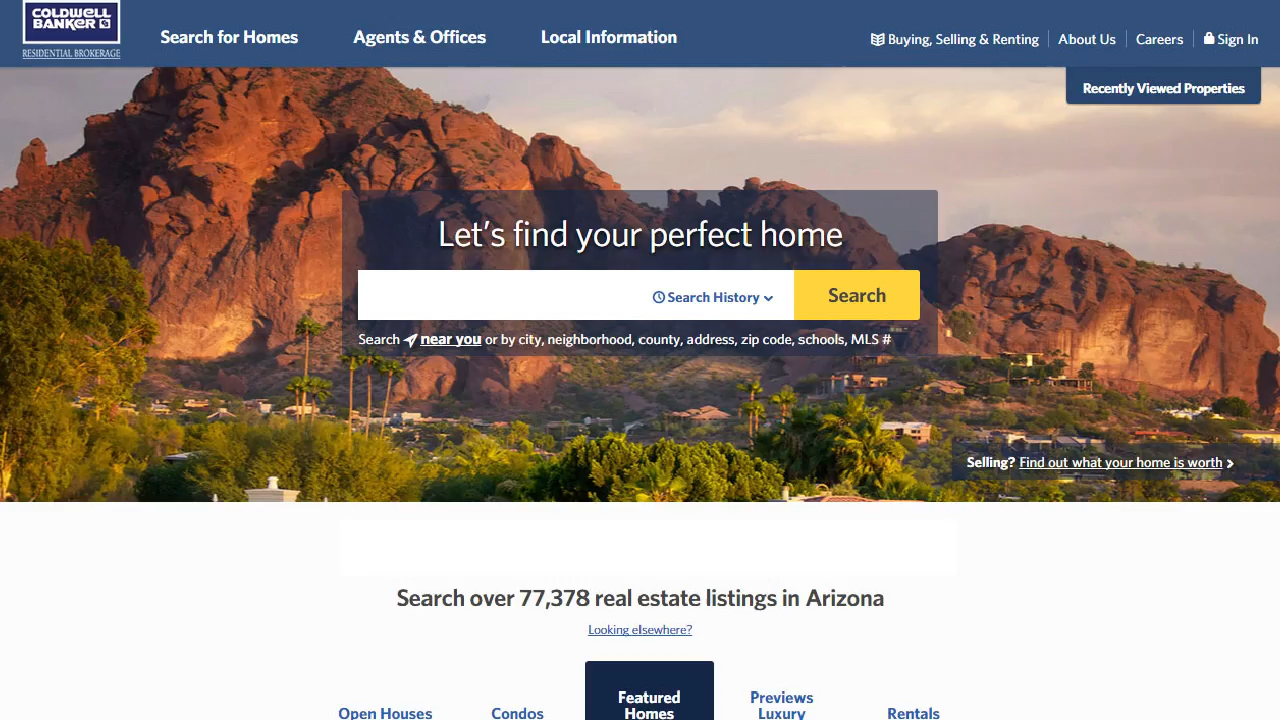 COLDWELL
BANKER
RESIDENTIAL BROKERAGE
Search for Homes
Agents & Offices
Local Information
Buying, Selling & Renting
About Us
Careers
Sign In
Recently Viewed Properties
Let's find your perfect home
Search History
Search
Search near you or by city, neighborhood, county, address, zip code, schools, MLS #
Selling? Find out what your home is worth
Search over 77,378 real estate listings in Arizona
Looking elsewhere?
Open Houses
Condos
Featured
Homes
Previews
Luxury
Rentals